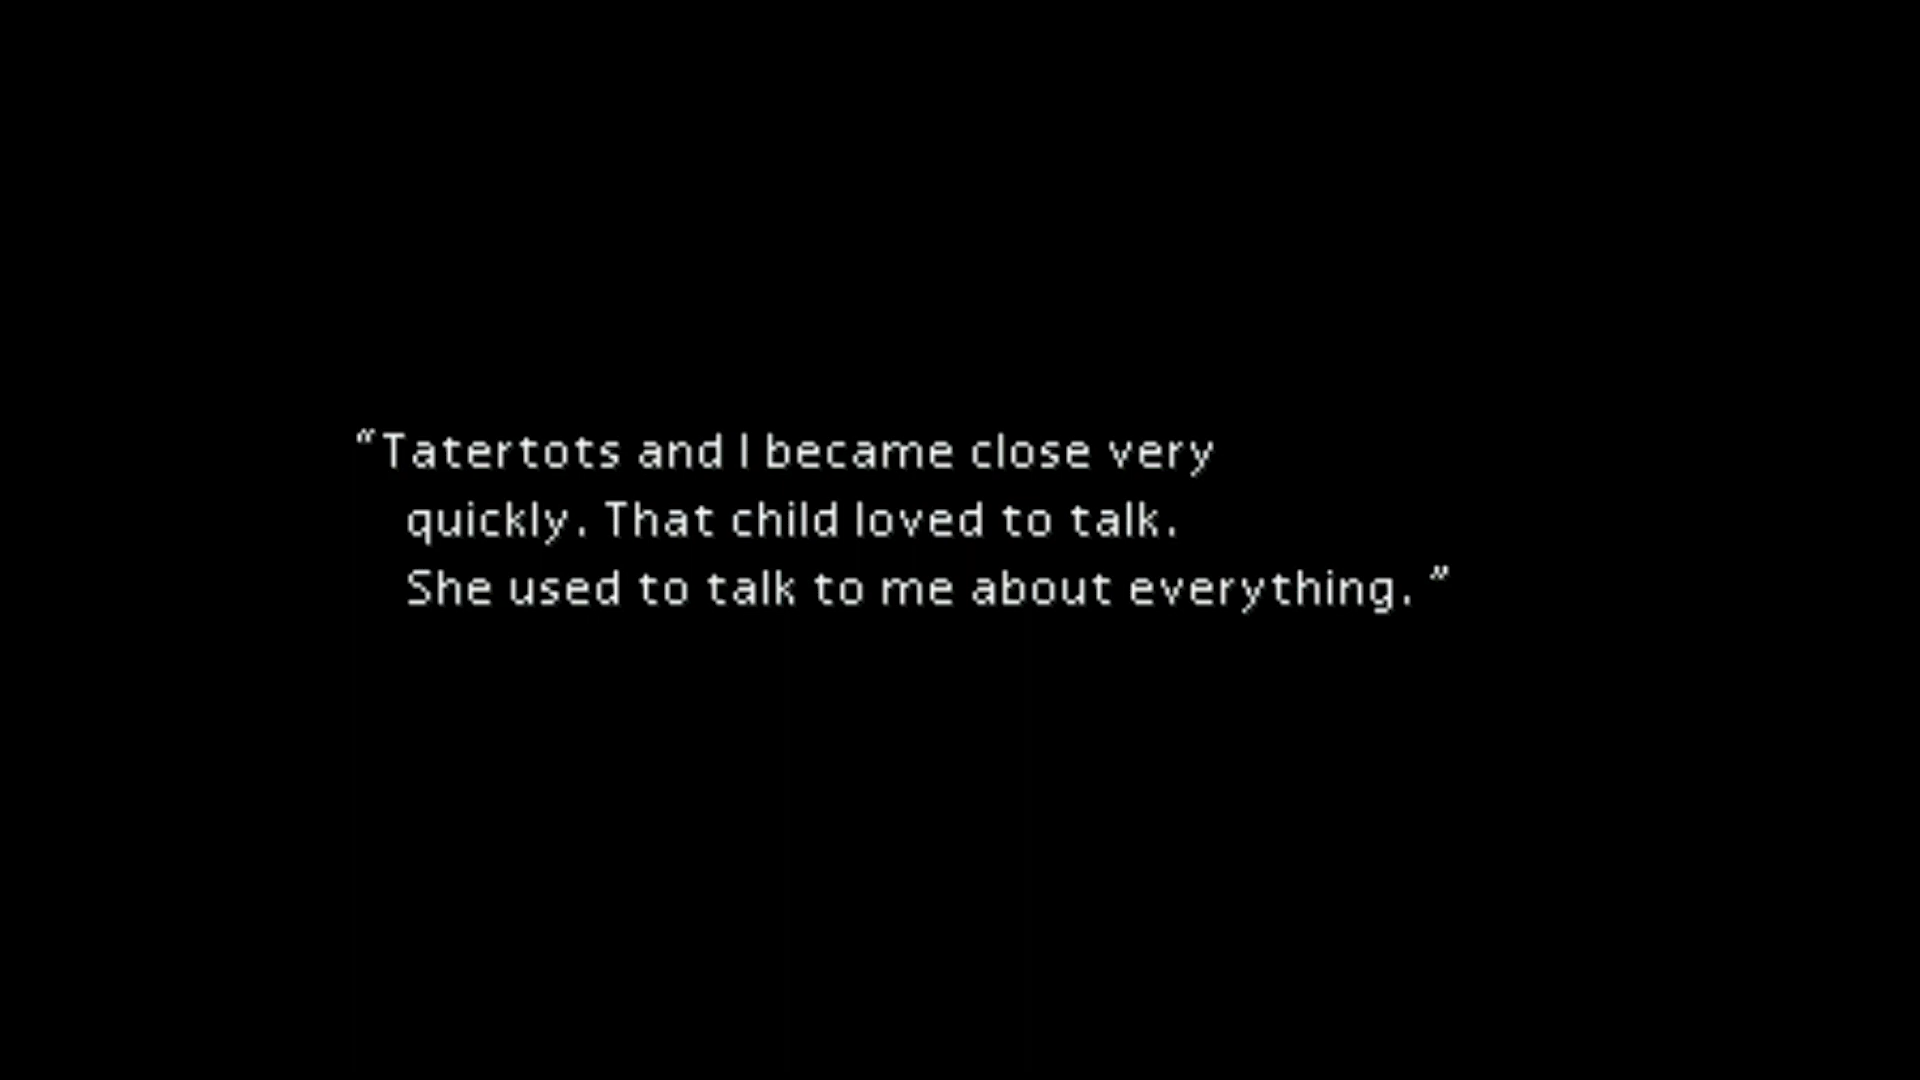 “Tatertots and I became close very
quickly. That child loved to talk.
She used to talk to me about everything. ”